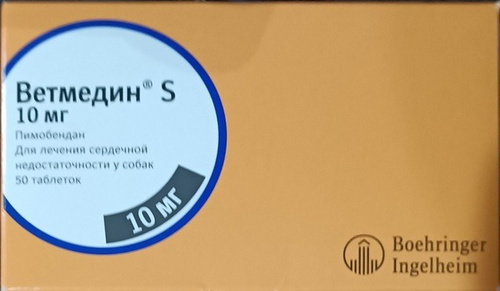 Ветмедин® S
10 мг
Пимобендан
Для лечения сердечной
недостаточности у собак
50 таблеток
10 мг
Boehringer
Ingelheim